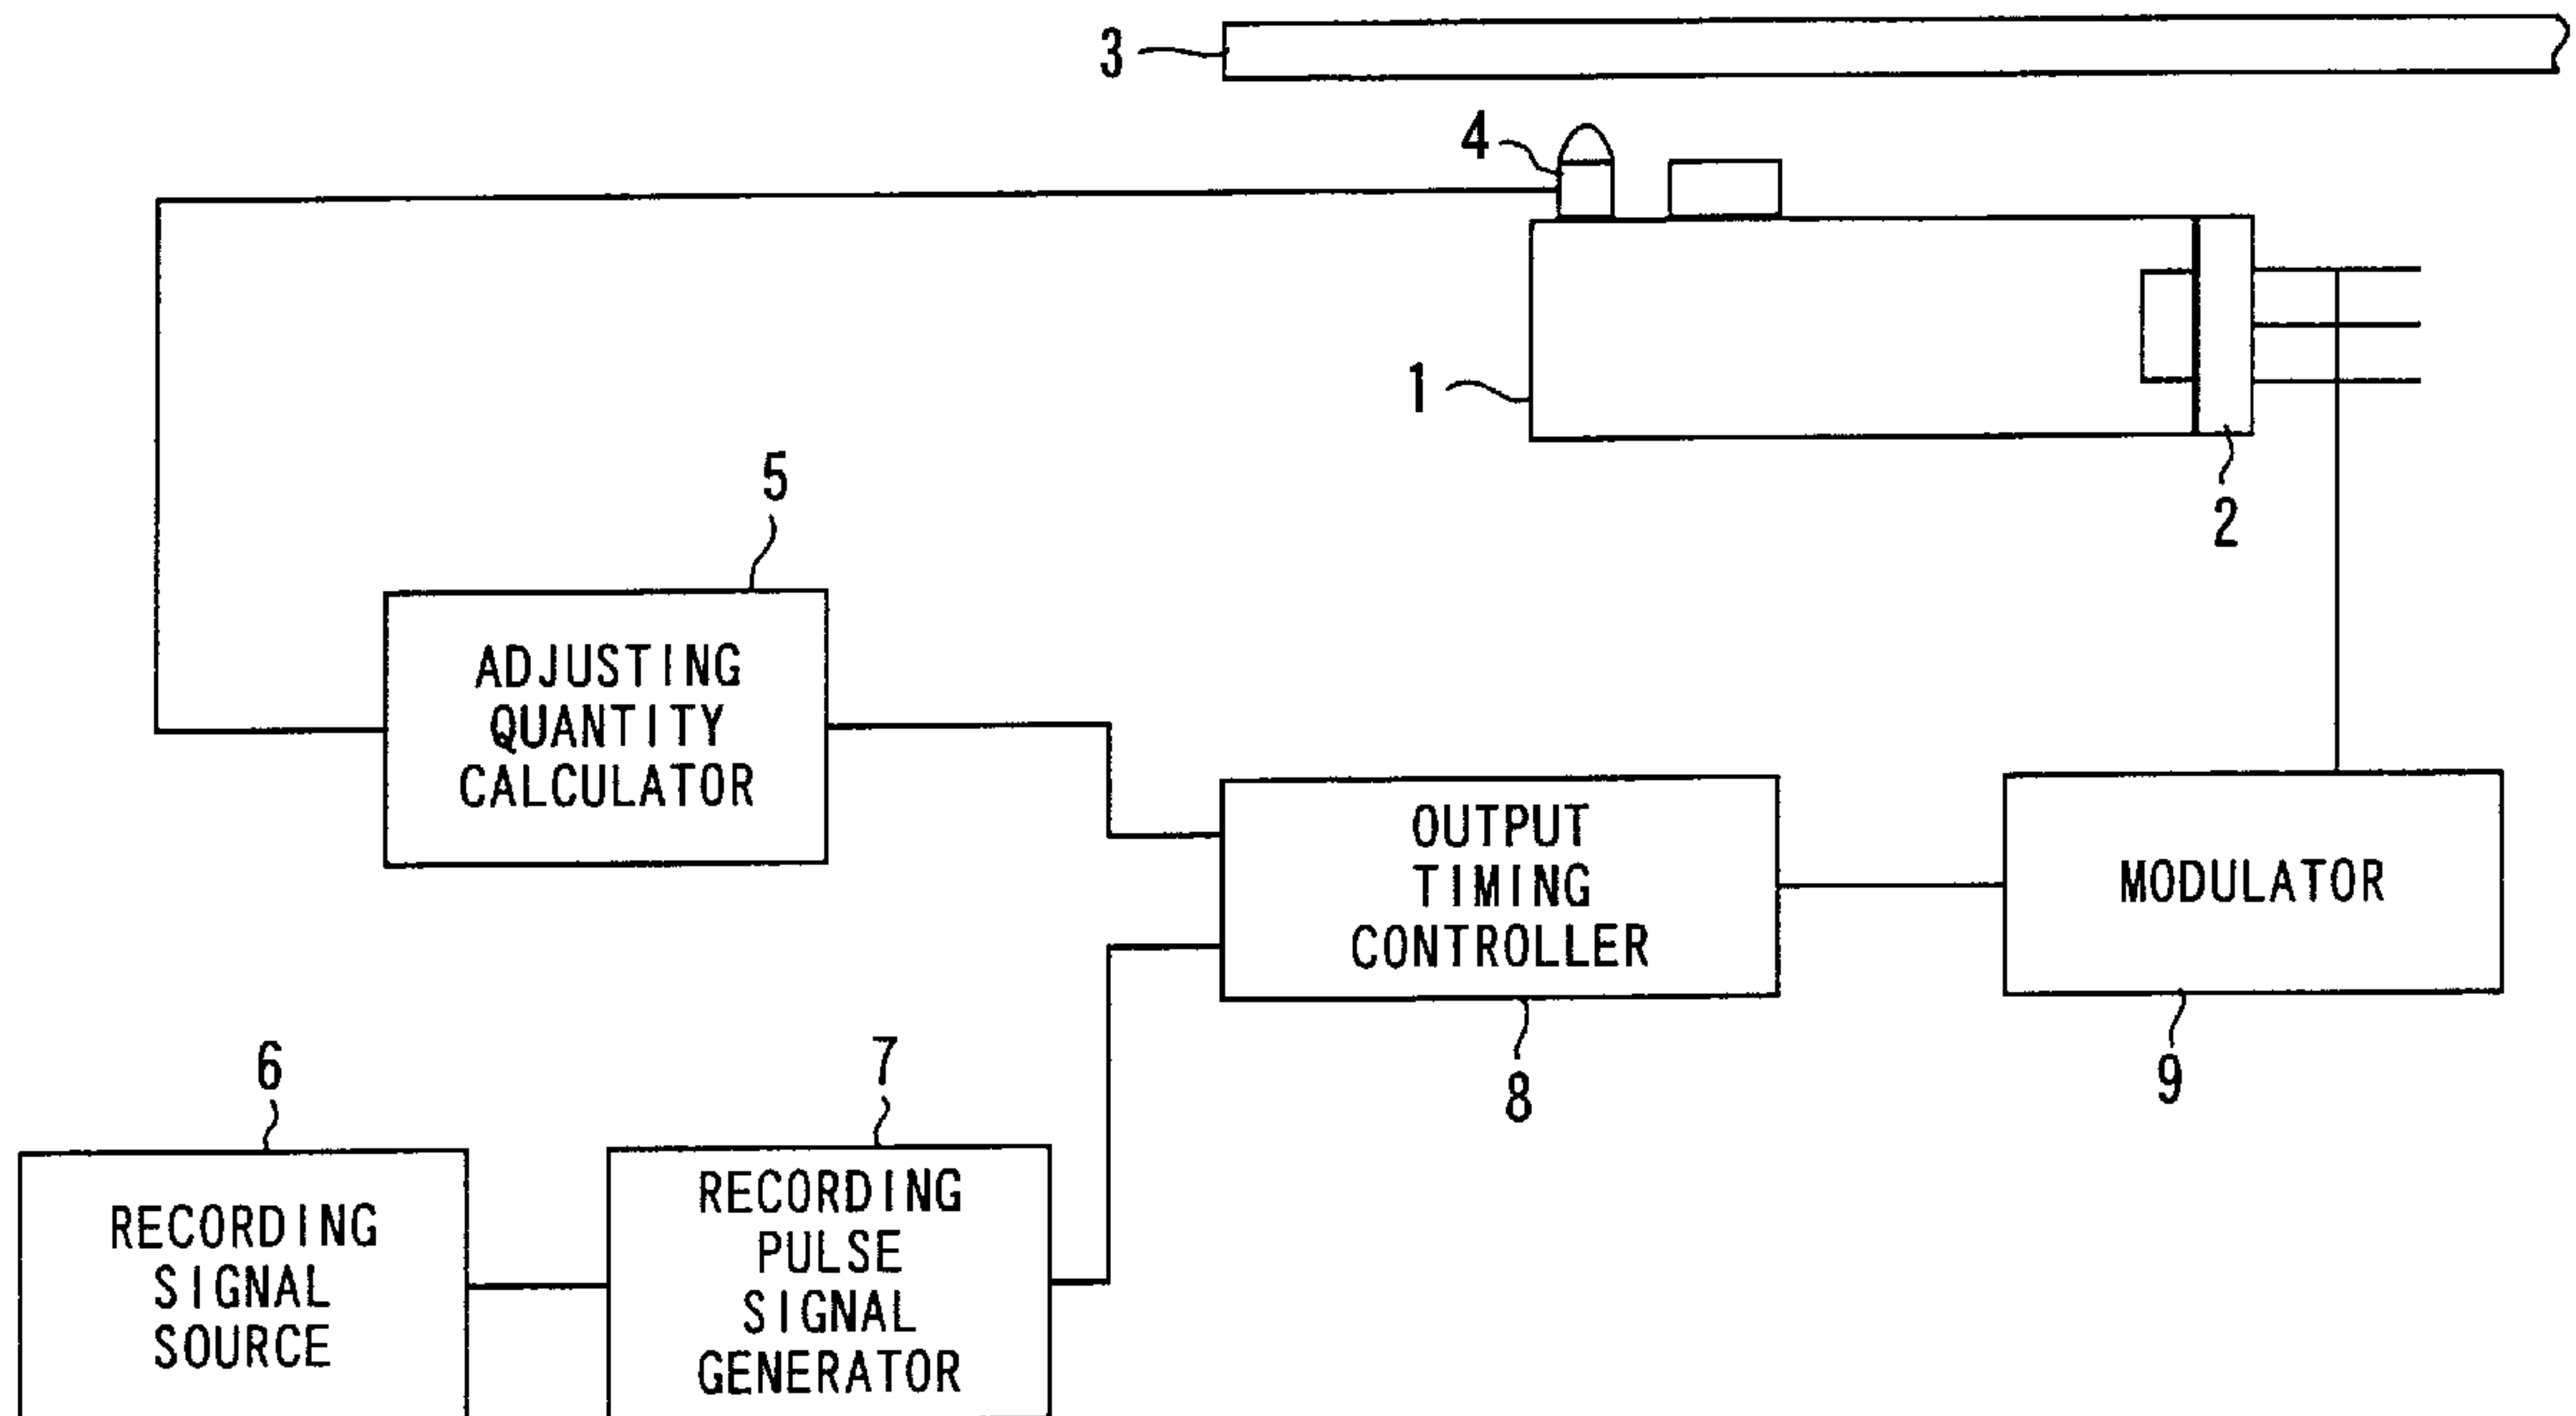 3
4
1
2
5
ADJUSTING
QUANTITY
CALCULATOR
OUTPUT
TIMING
CONTROLLER
8
MODULATOR
9
6
RECORDING
SIGNAL
SOURCE
7
RECORDING
PULSE
SIGNAL
GENERATOR